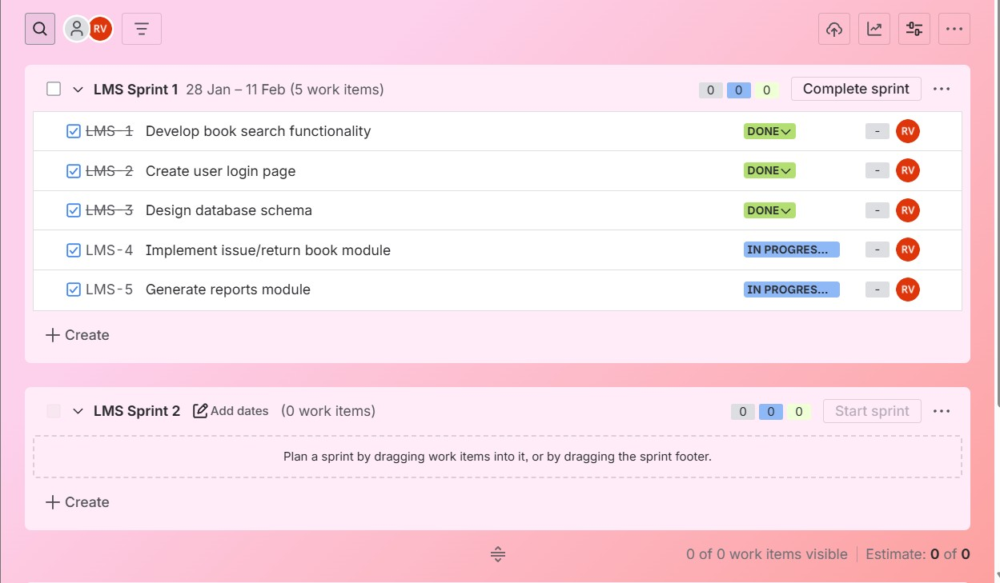 RV
LMS Sprint 1 28 Jan – 11 Feb (5 work items) 0 0 0 Complete sprint
LMS-1 Develop book search functionality DONE - RV
LMS-2 Create user login page DONE - RV
LMS-3 Design database schema DONE - RV
LMS-4 Implement issue/return book module IN PROGRES... - RV
LMS-5 Generate reports module IN PROGRES... - RV
Create
LMS Sprint 2 Add dates (0 work items) 0 0 0 Start sprint
Plan a sprint by dragging work items into it, or by dragging the sprint footer.
Create
0 of 0 work items visible Estimate: 0 of 0